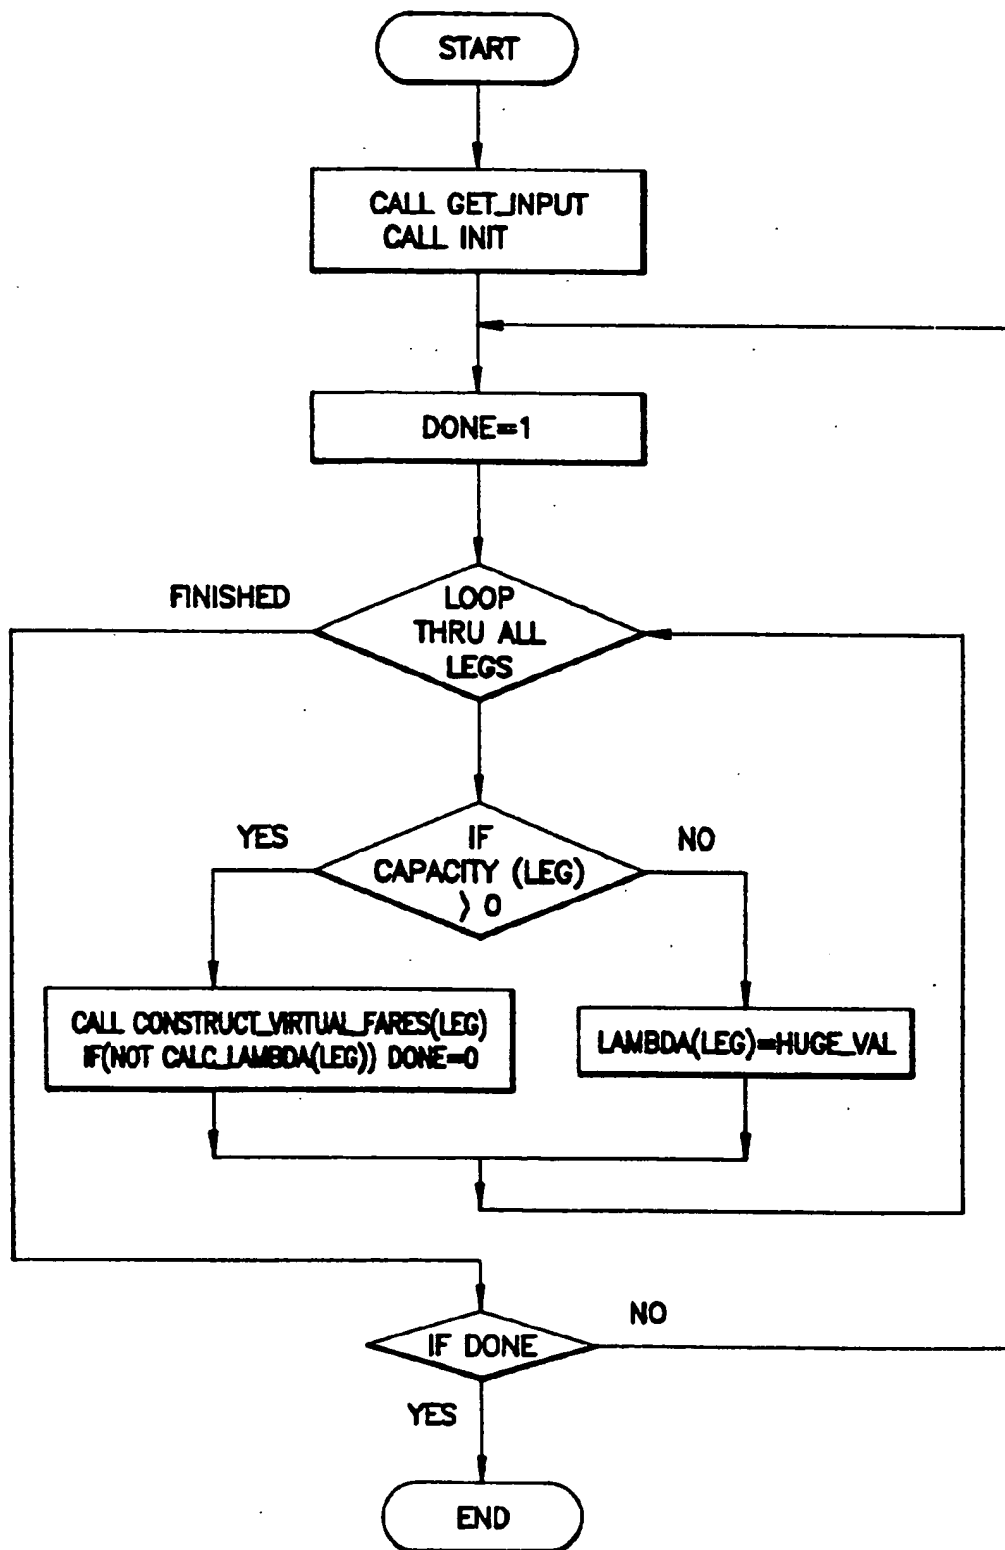 START
CALL GET_INPUT
CALL INIT
DONE=1
FINISHED
LOOP
THRU ALL
LEGS
YES
IF
CAPACITY (LEG)
> 0
NO
CALL CONSTRUCT_VIRTUAL_FARES(LEG)
IF(NOT CALC_LAMBDA(LEG)) DONE=0
LAMBDA(LEG)=HUGE_VAL
IF DONE
NO
YES
END